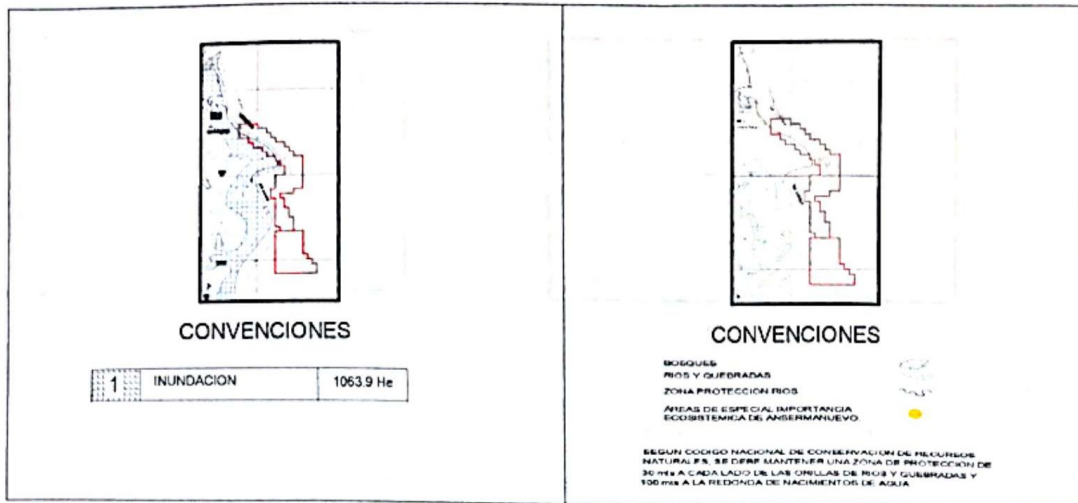 CONVENCIONES
1 INUNDACION 1063.9 He
CONVENCIONES
BOSQUES
RIOS Y QUEBRADAS
ZONA PROTECCION RIOS
ÁREAS DE ESPECIAL IMPORTANCIA
ECOSISTEMICA DE ANSERMANUEVO.
SEGUN CODIGO NACIONAL DE CONSERVACION DE RECURSOS
NATURALES, SE DEBE MANTENER UNA ZONA DE PROTECCION DE
30 mts A CADA LADO DE LAS ORILLAS DE RIOS Y QUEBRADAS Y
100 mts A LA REDONDA DE NACIMIENTOS DE AGUA